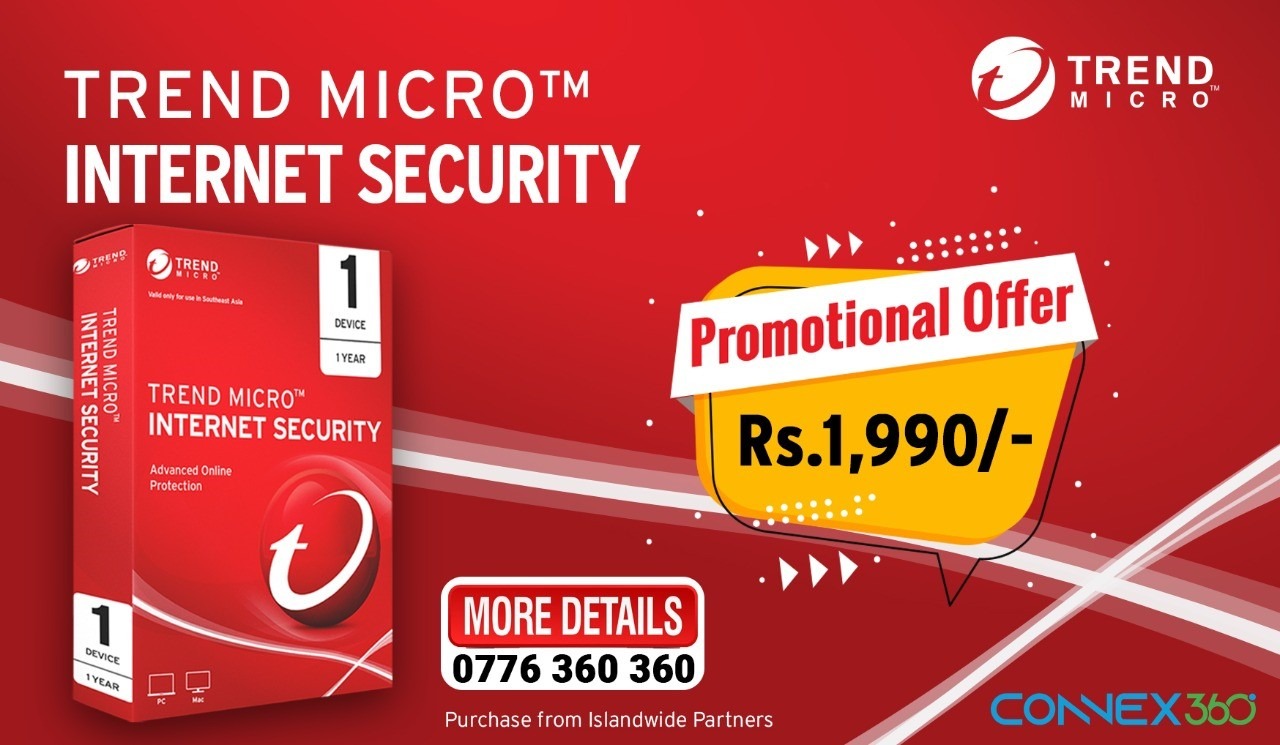 TREND MICRO™
INTERNET SECURITY
TREND
MICRO™
TREND
MICRO
TREND MICRO™
INTERNET SECURITY
1
DEVICE
1 YEAR
TREND
MICRO
Valid only for use in Southeast Asia
1
DEVICE
1 YEAR
TREND MICRO™
INTERNET SECURITY
Advanced Online
Protection
PC
Mac
Promotional Offer
Rs.1,990/-
MORE DETAILS
0776 360 360
Purchase from Islandwide Partners
CONNEX360